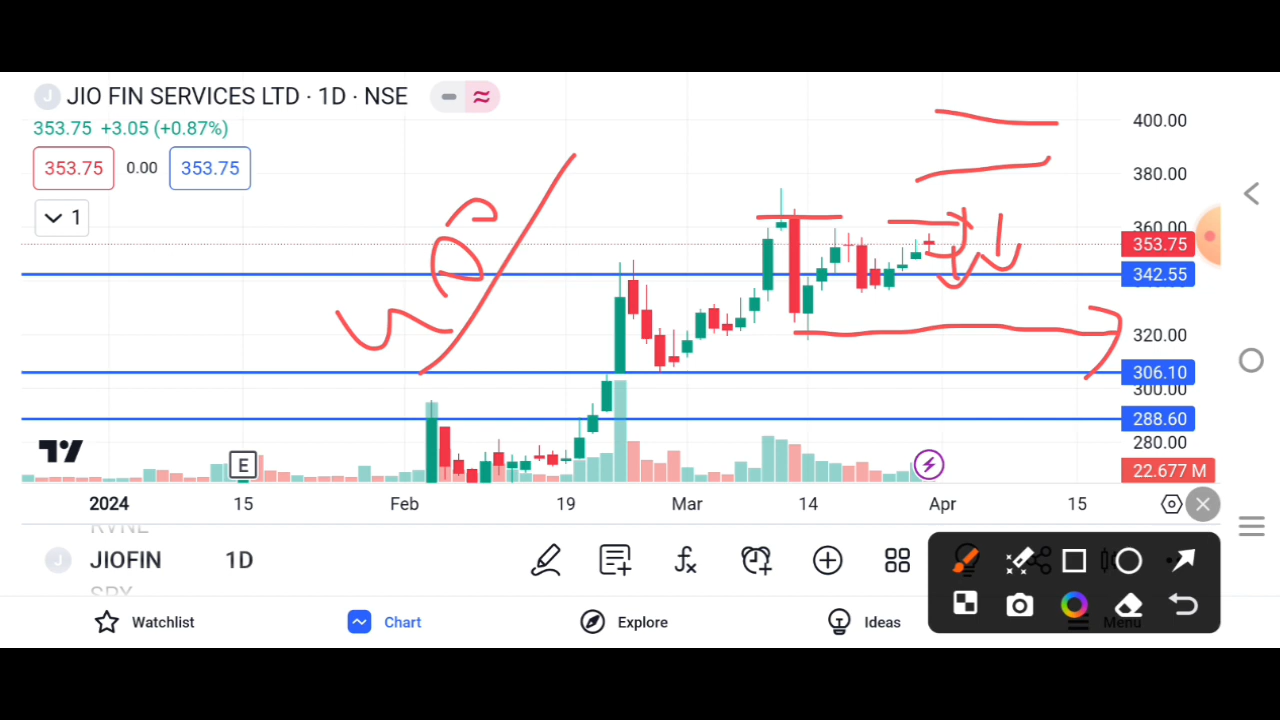 J JIO FIN SERVICES LTD · 1D · NSE
353.75 +3.05 (+0.87%)
353.75 0.00 353.75
1
400.00
380.00
360.00
353.75
342.55
320.00
306.10
300.00
288.60
280.00
22.677 M
E
2024 15 Feb 19 Mar 14 Apr 15
RVNL
J JIOFIN 1D
Watchlist Chart Explore Ideas Menu